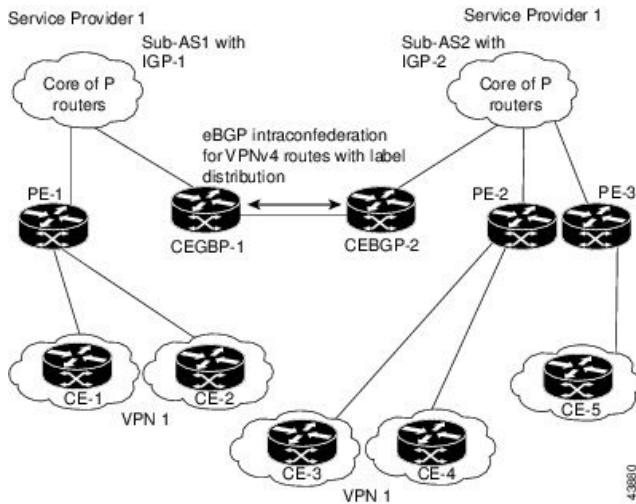 Service Provider 1
Service Provider 1
Sub-AS1 with
IGP-1
Sub-AS2 with
IGP-2
Core of P
routers
Core of P
routers
eBGP intraconfederation
for VPNv4 routes with label
distribution
PE-1
PE-2
PE-3
CEGBP-1
CEBGP-2
CE-1
CE-2
VPN 1
CE-5
CE-3
CE-4
VPN 1
43880